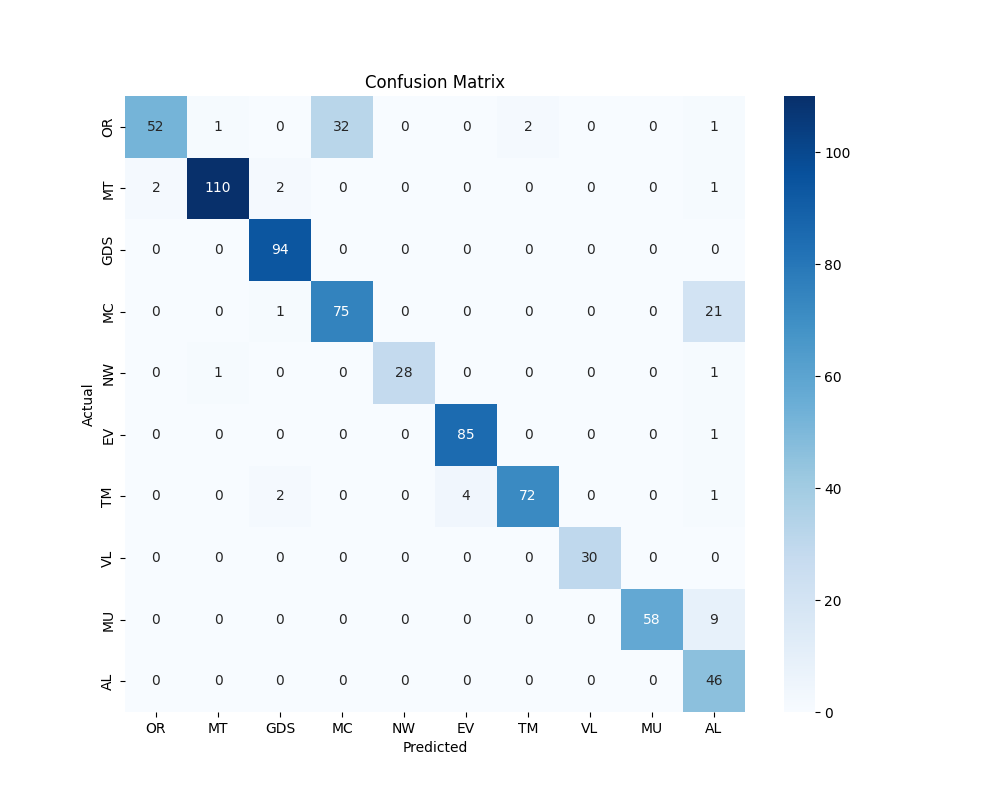 Confusion Matrix
OR 52 1 0 32 0 0 2 0 0 1
MT 2 110 2 0 0 0 0 0 0 1
GDS 0 0 94 0 0 0 0 0 0 0
MC 0 0 1 75 0 0 0 0 0 21
NW 0 1 0 0 28 0 0 0 0 1
EV 0 0 0 0 0 85 0 0 0 1
TM 0 0 2 0 0 4 72 0 0 1
VL 0 0 0 0 0 0 0 30 0 0
MU 0 0 0 0 0 0 0 0 58 9
AL 0 0 0 0 0 0 0 0 0 46
Actual
OR MT GDS MC NW EV TM VL MU AL
Predicted
100
80
60
40
20
0